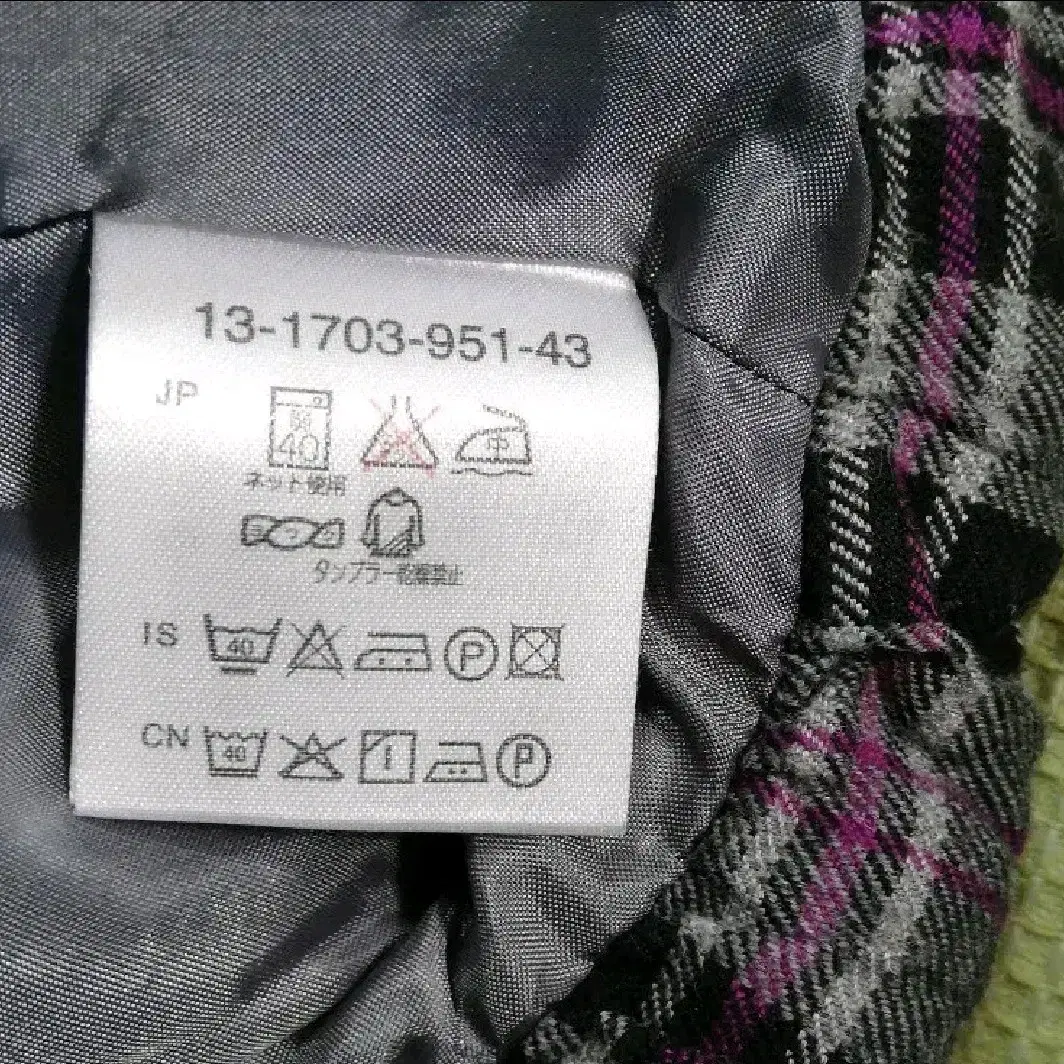 13-1703-951-43
JP
弱 40 中
ネット使用
タンブラー乾燥禁止
IS 40 P
CN 40 P